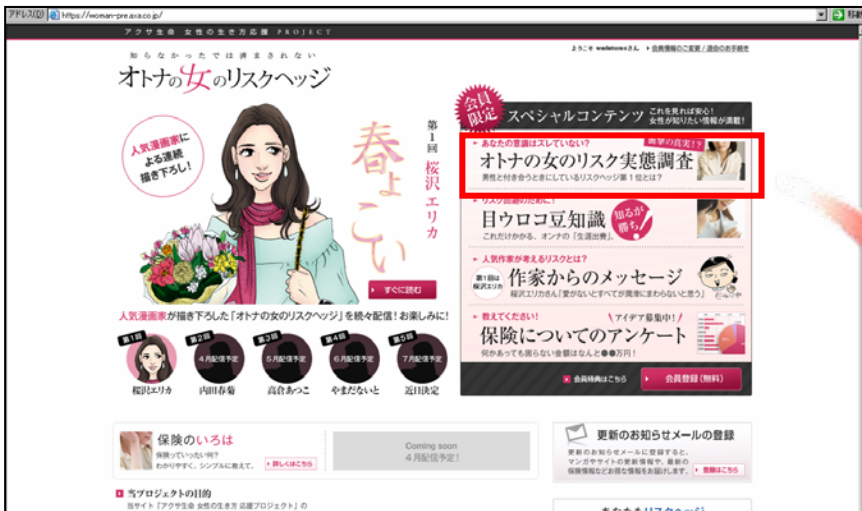 アドレス(D) https://woman-pre.axa.co.jp/ 移動
アクサ生命 女性の生き方応援 PROJECT
ようこそ wadatomoさん 会員情報のご変更／退会のお手続き
知らなかったでは済まされない
オトナの女のリスクヘッジ
人気漫画家に
よる連続
描き下ろし!
春よこい
第1回 桜沢エリカ
すぐに読む
人気漫画家が描き下ろした「オトナの女のリスクヘッジ」を続々配信!お楽しみに!
第1回 第2回 第3回 第4回 第5回
4月配信予定 5月配信予定 6月配信予定 7月配信予定
桜沢エリカ 内田春菊 高倉あつこ やまだないと 近日決定
会員限定
スペシャルコンテンツ これを見れば安心!
女性が知りたい情報が満載!
あなたの意識はズレていない? 衝撃の真実!?
オトナの女のリスク実態調査
男性と付き合うときにしているリスクヘッジ第1位とは?
リスク回避のために!
目ウロコ豆知識 知るが勝ち!
これだけかかる、オンナの「生涯出費」。
人気作家が考えるリスクとは?
第1回は
桜沢エリカ
作家からのメッセージ
桜沢エリカさん「愛がないとすべてが円滑にまわらないと思う」
教えてください! アイデア募集中!
保険についてのアンケート
何かあっても困らない金額はなんと●●万円!
会員特典はこちら 会員登録(無料)
保険のいろは
保険っていったい何?
わかりやすく、シンプルに教えて。 詳しくはこちら
Coming soon
4月配信予定!
更新のお知らせメールの登録
更新のお知らせメールに登録すると、
マンガやサイトの更新情報や、最新の
保険情報などお得な情報をお届けします。 登録はこちら
当プロジェクトの目的
当サイト「アクサ生命 女性の生き方 応援プロジェクト」の